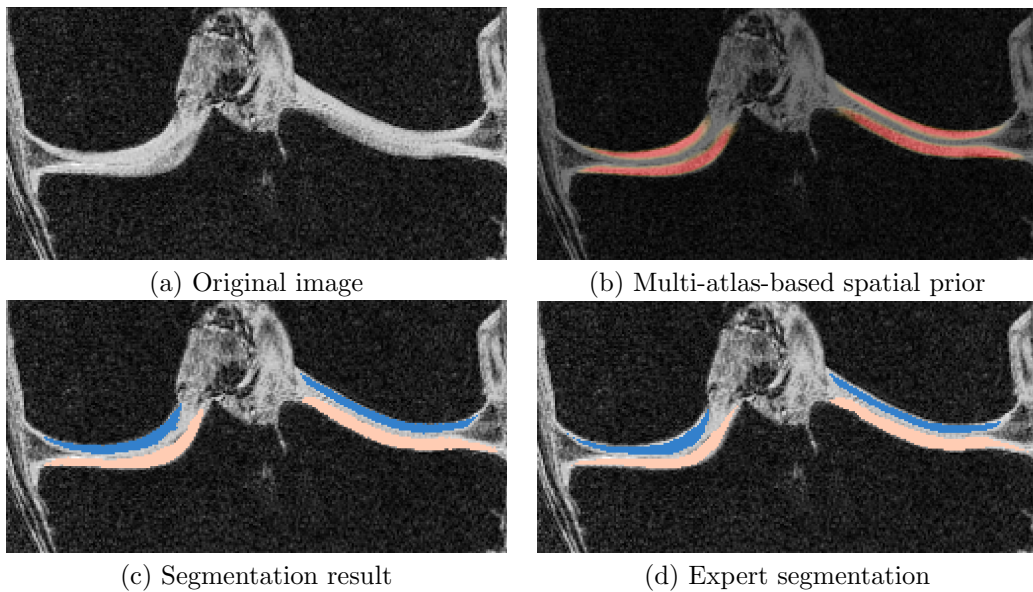 (a) Original image
(b) Multi-atlas-based spatial prior
(c) Segmentation result
(d) Expert segmentation